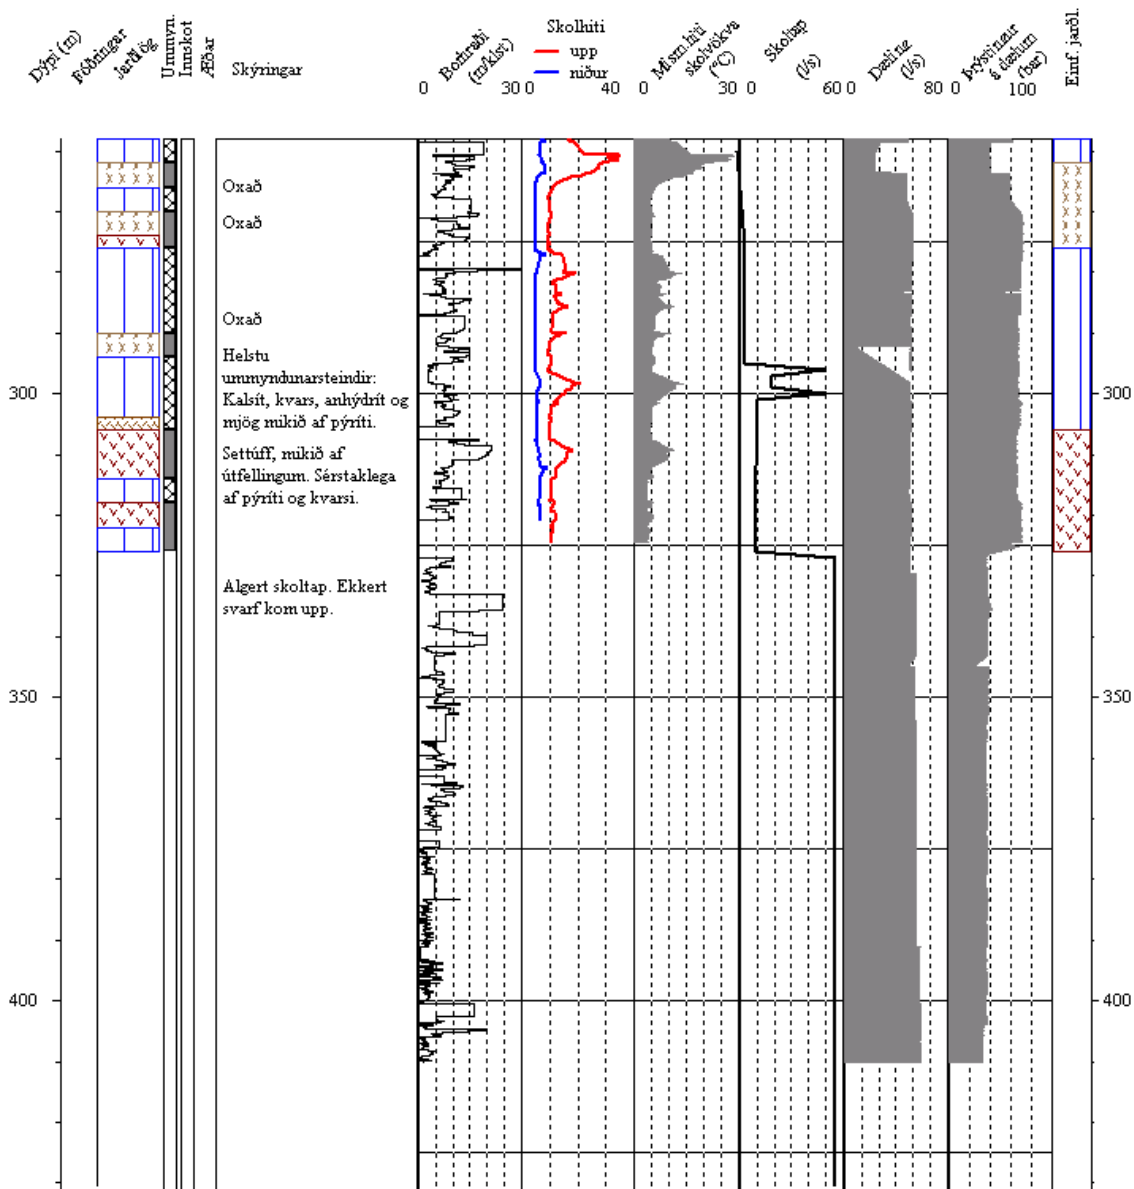 Dýpi (m)
Fóðringar
Jarðlög
Ummyn.
Innskot
Æðar
Skýringar
Borhraði
(m/klst)
0 30
Skolhiti
upp
niður
0 40
Mism.hiti
skolvökva
(°C)
0 30
Skoltap
(l/s)
0 60
Dæling
(l/s)
0 80
Þrýstingur
á dælum
(bar)
0 100
Einf. jarðl.
Oxað
Oxað
Oxað
Helstu
ummyndunarsteindir:
Kalsít, kvars, anhýdrít og
mjög mikið af pýríti.
300
300
Settúff, mikið af
útfellingum. Sérstaklega
af pýríti og kvarsi.
Algert skoltap. Ekkert
svarf kom upp.
350
350
400
400